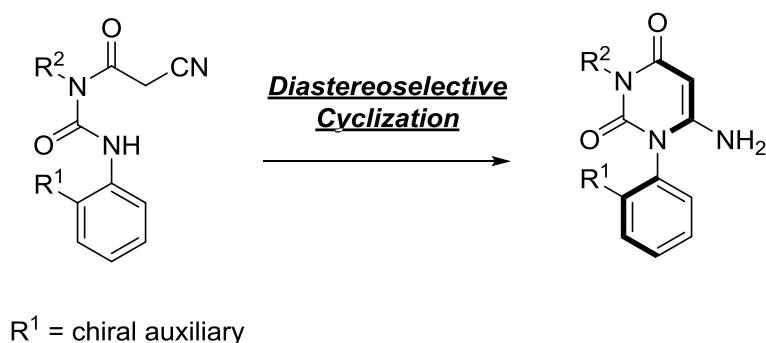 O
R² N CN
O NH
R¹
Diastereoselective
Cyclization
O
R² N
O N NH₂
R¹
R¹ = chiral auxiliary